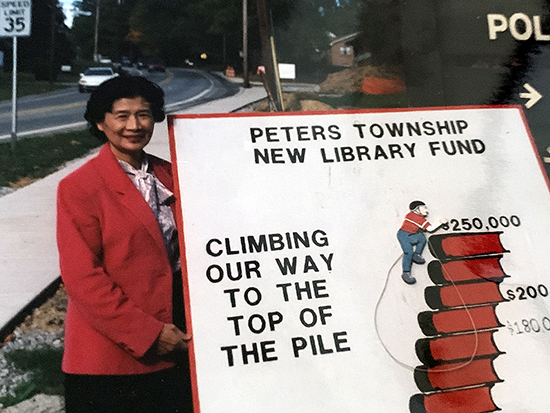 SPEED
LIMIT
35
POL
PETERS TOWNSHIP
NEW LIBRARY FUND
$250,000
CLIMBING
OUR WAY
TO THE
TOP OF
THE PILE
$200
$180,0